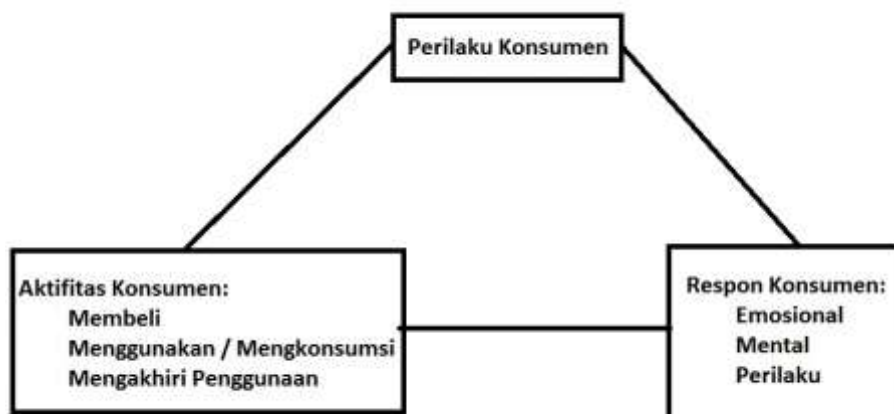 Perilaku Konsumen
Aktifitas Konsumen:
Membeli
Menggunakan / Mengkonsumsi
Mengakhiri Penggunaan
Respon Konsumen:
Emosional
Mental
Perilaku